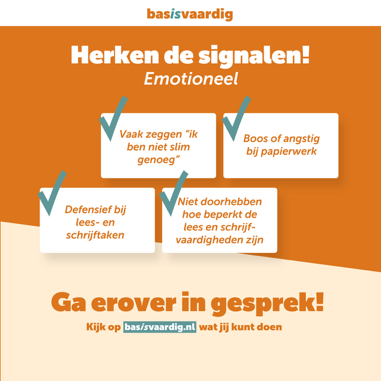 basisvaardig
Herken de signalen!
Emotioneel
Vaak zeggen "ik
ben niet slim
genoeg"
Boos of angstig
bij papierwerk
Defensief bij
lees- en
schrijftaken
Niet doorhebben
hoe beperkt de
lees en schrijf-
vaardigheden zijn
Ga erover in gesprek!
Kijk op basisvaardig.nl wat jij kunt doen